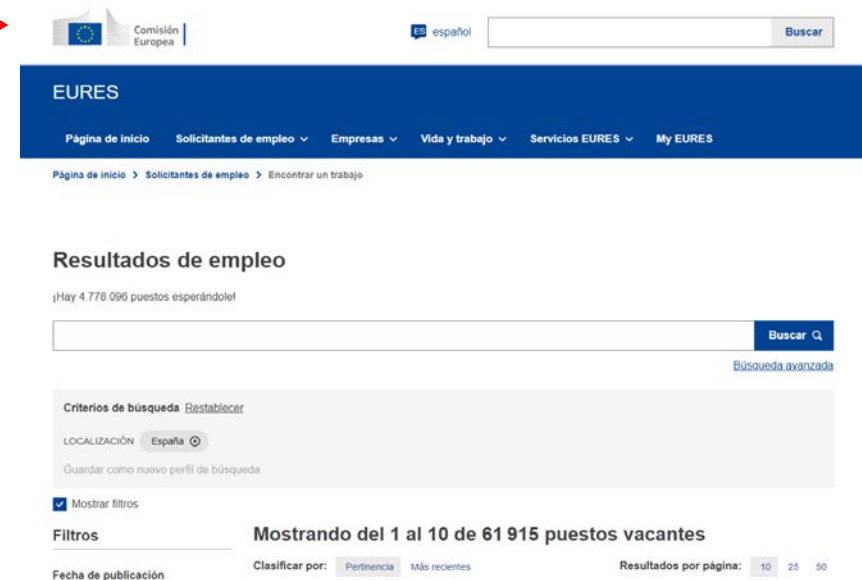 Comisión
Europea
ES español
Buscar
EURES
Página de inicio Solicitantes de empleo Empresas Vida y trabajo Servicios EURES My EURES
Página de inicio > Solicitantes de empleo > Encontrar un trabajo
Resultados de empleo
¡Hay 4.778.096 puestos esperándole!
Buscar
Búsqueda avanzada
Criterios de búsqueda Restablecer
LOCALIZACIÓN España
Guardar como nuevo perfil de búsqueda
Mostrar filtros
Filtros
Mostrando del 1 al 10 de 61 915 puestos vacantes
Clasificar por: Pertinencia Más recientes Resultados por página: 10 25 50
Fecha de publicación